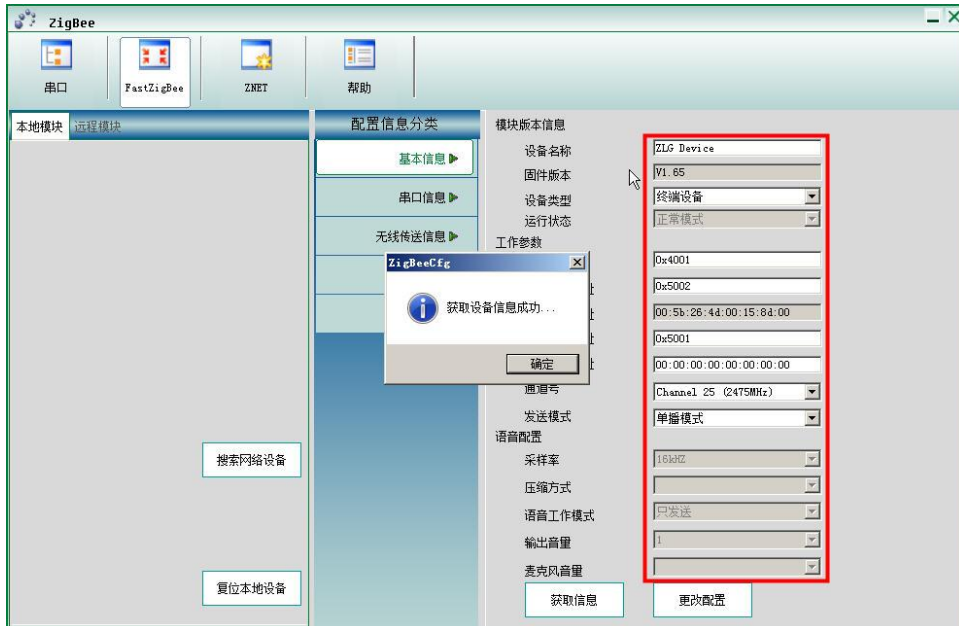 ZigBee
串口
FastZigBee
ZNET
帮助
本地模块 远程模块
搜索网络设备
复位本地设备
配置信息分类
基本信息
串口信息
无线传送信息
模块版本信息
设备名称 ZLG Device
固件版本 V1.65
设备类型 终端设备
运行状态 正常模式
工作参数
0x4001
0x5002
00:5b:26:4d:00:15:8d:00
0x5001
00:00:00:00:00:00:00:00
通道号 Channel 25 (2475MHz)
发送模式 单播模式
语音配置
采样率 16kHZ
压缩方式
语音工作模式 只发送
输出音量 1
麦克风音量
获取信息 更改配置
ZigBeeCfg
获取设备信息成功...
确定